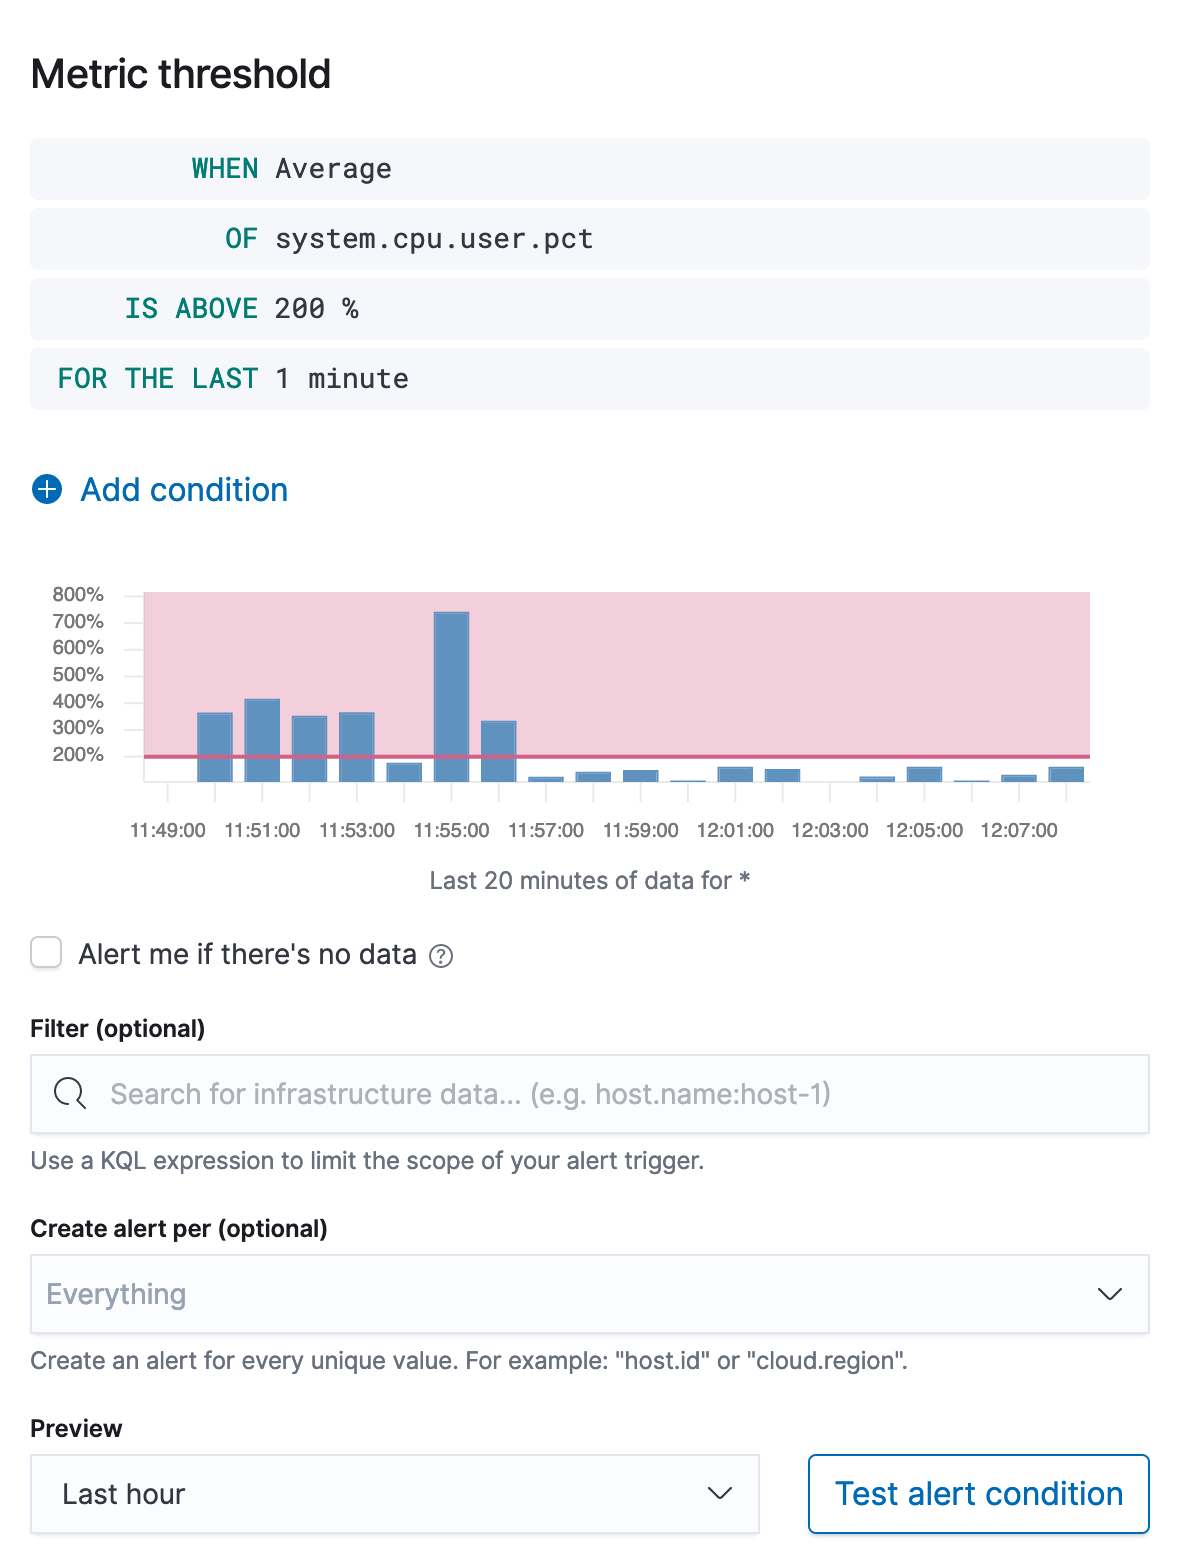 Metric threshold
WHEN Average
OF system.cpu.user.pct
IS ABOVE 200 %
FOR THE LAST 1 minute
Add condition
800%
700%
600%
500%
400%
300%
200%
11:49:00 11:51:00 11:53:00 11:55:00 11:57:00 11:59:00 12:01:00 12:03:00 12:05:00 12:07:00
Last 20 minutes of data for *
Alert me if there's no data ?
Filter (optional)
Search for infrastructure data... (e.g. host.name:host-1)
Use a KQL expression to limit the scope of your alert trigger.
Create alert per (optional)
Everything
Create an alert for every unique value. For example: "host.id" or "cloud.region".
Preview
Last hour
Test alert condition